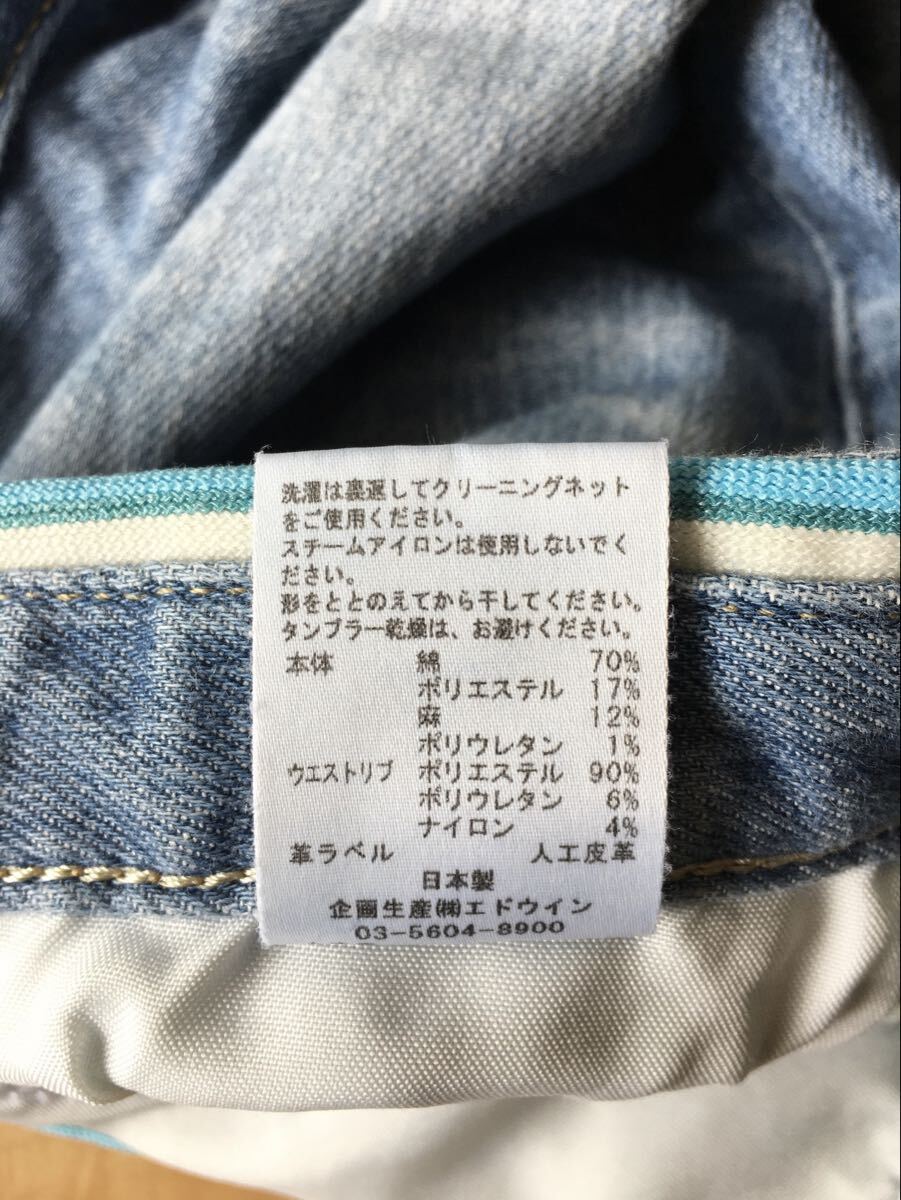 洗濯は裏返してクリーニングネット
をご使用ください。
スチームアイロンは使用しないでく
ださい。
形をととのえてから干してください。
タンブラー乾燥は、お避けください。
本体 綿 70%
ポリエステル 17%
麻 12%
ポリウレタン 1%
ウエストリブ ポリエステル 90%
ポリウレタン 6%
ナイロン 4%
革ラベル 人工皮革
日本製
企画生産㈱エドウイン
03-5604-8900